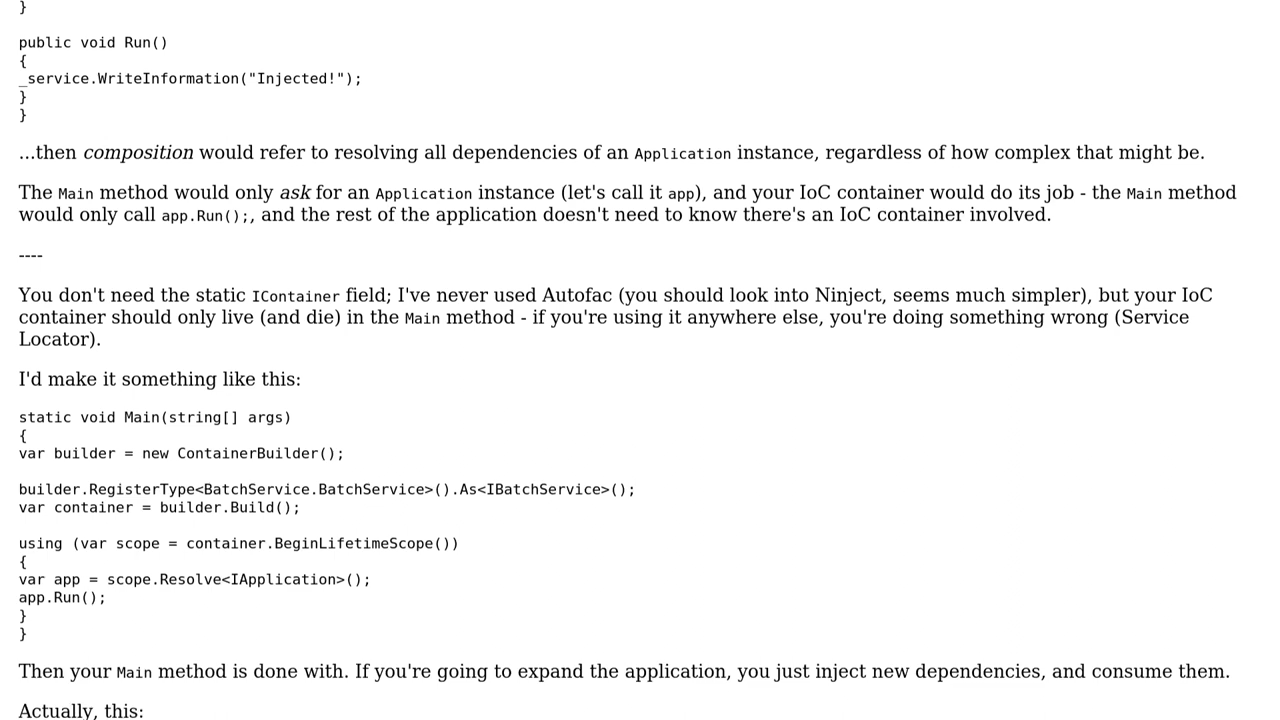 }
public void Run()
{
_service.WriteInformation("Injected!");
}
}
...then composition would refer to resolving all dependencies of an Application instance, regardless of how complex that might be.
The Main method would only ask for an Application instance (let's call it app), and your IoC container would do its job - the Main method
would only call app.Run();, and the rest of the application doesn't need to know there's an IoC container involved.
----
You don't need the static IContainer field; I've never used Autofac (you should look into Ninject, seems much simpler), but your IoC
container should only live (and die) in the Main method - if you're using it anywhere else, you're doing something wrong (Service
Locator).
I'd make it something like this:
static void Main(string[] args)
{
var builder = new ContainerBuilder();
builder.RegisterType<BatchService.BatchService>().As<IBatchService>();
var container = builder.Build();
using (var scope = container.BeginLifetimeScope())
{
var app = scope.Resolve<IApplication>();
app.Run();
}
}
Then your Main method is done with. If you're going to expand the application, you just inject new dependencies, and consume them.
Actually, this: